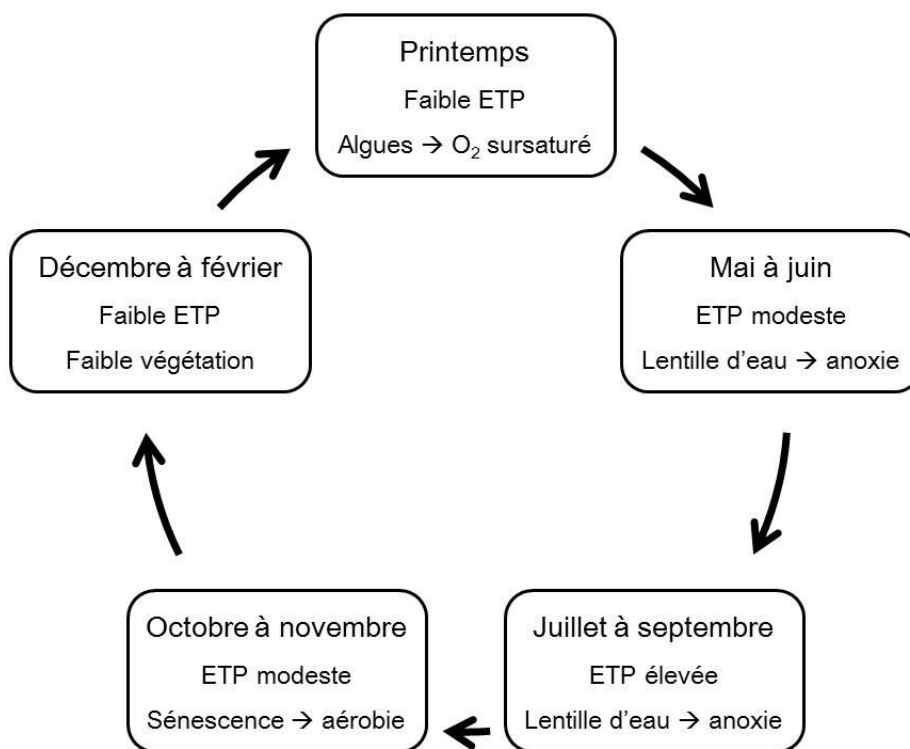 Printemps
Faible ETP
Algues → O₂ sursaturé
Mai à juin
ETP modeste
Lentille d'eau → anoxie
Juillet à septembre
ETP élevée
Lentille d'eau → anoxie
Octobre à novembre
ETP modeste
Sénescence → aérobie
Décembre à février
Faible ETP
Faible végétation